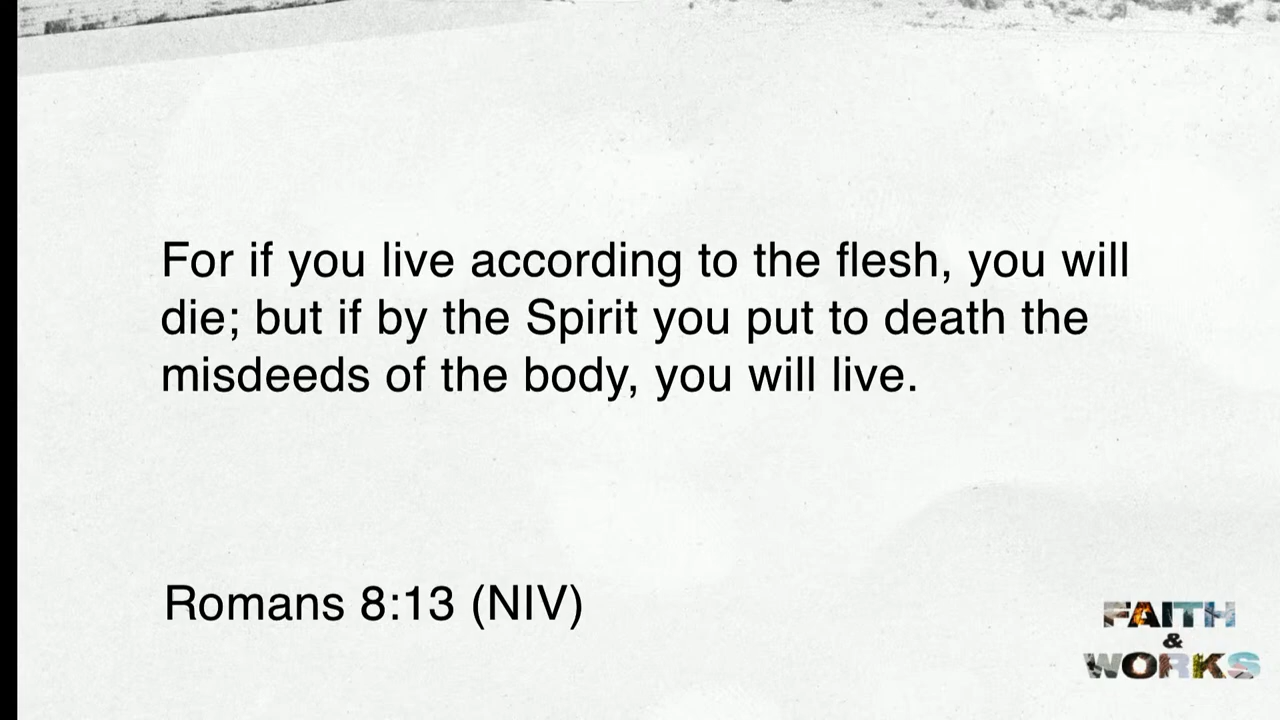 For if you live according to the flesh, you will
die; but if by the Spirit you put to death the
misdeeds of the body, you will live.
Romans 8:13 (NIV)
FAITH
&
WORKS